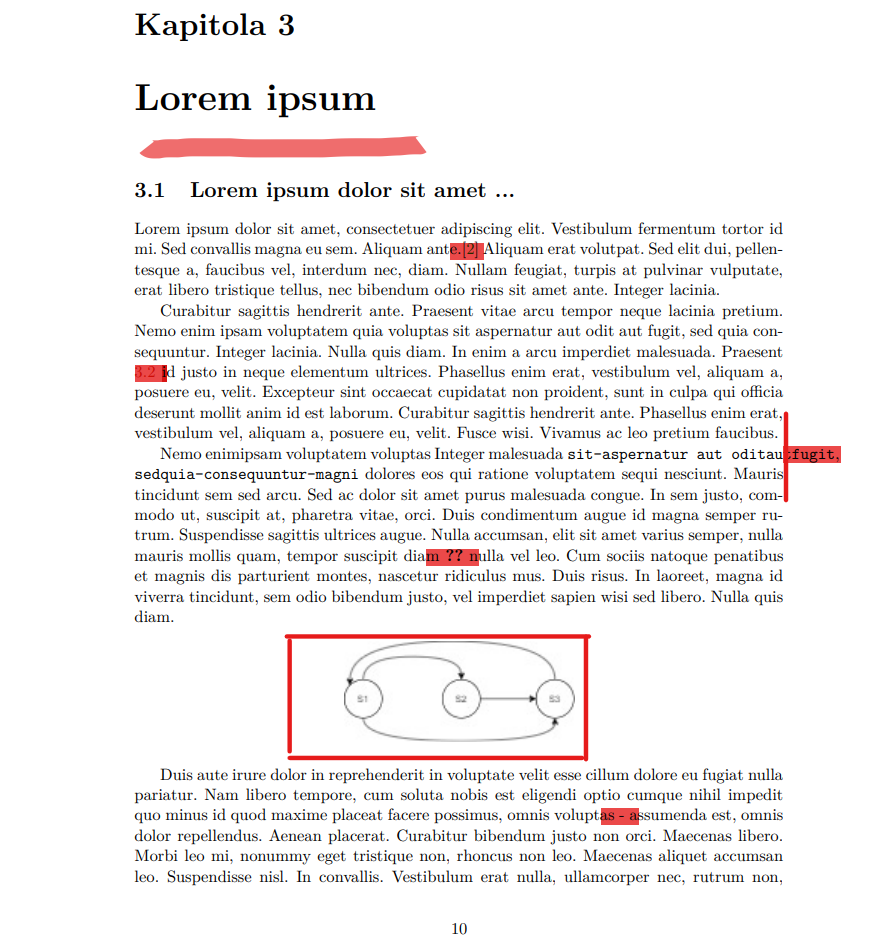 Kapitola 3
Lorem ipsum
3.1 Lorem ipsum dolor sit amet ...
Lorem ipsum dolor sit amet, consectetuer adipiscing elit. Vestibulum fermentum tortor id
mi. Sed convallis magna eu sem. Aliquam ante.[2] Aliquam erat volutpat. Sed elit dui, pellen-
tesque a, faucibus vel, interdum nec, diam. Nullam feugiat, turpis at pulvinar vulputate,
erat libero tristique tellus, nec bibendum odio risus sit amet ante. Integer lacinia.
Curabitur sagittis hendrerit ante. Praesent vitae arcu tempor neque lacinia pretium.
Nemo enim ipsam voluptatem quia voluptas sit aspernatur aut odit aut fugit, sed quia con-
sequuntur. Integer lacinia. Nulla quis diam. In enim a arcu imperdiet malesuada. Praesent
3.2 id justo in neque elementum ultrices. Phasellus enim erat, vestibulum vel, aliquam a,
posuere eu, velit. Excepteur sint occaecat cupidatat non proident, sunt in culpa qui officia
deserunt mollit anim id est laborum. Curabitur sagittis hendrerit ante. Phasellus enim erat,
vestibulum vel, aliquam a, posuere eu, velit. Fusce wisi. Vivamus ac leo pretium faucibus.
Nemo enimipsam voluptatem voluptas Integer malesuada sit-aspernatur aut oditautfugit,
sedquia-consequuntur-magni dolores eos qui ratione voluptatem sequi nesciunt. Mauris
tincidunt sem sed arcu. Sed ac dolor sit amet purus malesuada congue. In sem justo, com-
modo ut, suscipit at, pharetra vitae, orci. Duis condimentum augue id magna semper ru-
trum. Suspendisse sagittis ultrices augue. Nulla accumsan, elit sit amet varius semper, nulla
mauris mollis quam, tempor suscipit diam ?? nulla vel leo. Cum sociis natoque penatibus
et magnis dis parturient montes, nascetur ridiculus mus. Duis risus. In laoreet, magna id
viverra tincidunt, sem odio bibendum justo, vel imperdiet sapien wisi sed libero. Nulla quis
diam.
S1 S2 S3
Duis aute irure dolor in reprehenderit in voluptate velit esse cillum dolore eu fugiat nulla
pariatur. Nam libero tempore, cum soluta nobis est eligendi optio cumque nihil impedit
quo minus id quod maxime placeat facere possimus, omnis voluptas - assumenda est, omnis
dolor repellendus. Aenean placerat. Curabitur bibendum justo non orci. Maecenas libero.
Morbi leo mi, nonummy eget tristique non, rhoncus non leo. Maecenas aliquet accumsan
leo. Suspendisse nisl. In convallis. Vestibulum erat nulla, ullamcorper nec, rutrum non,
10